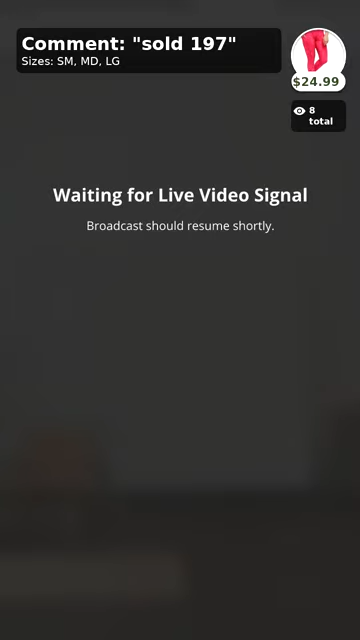 Comment: "sold 197"
Sizes: SM, MD, LG
$24.99
8
total
Waiting for Live Video Signal
Broadcast should resume shortly.